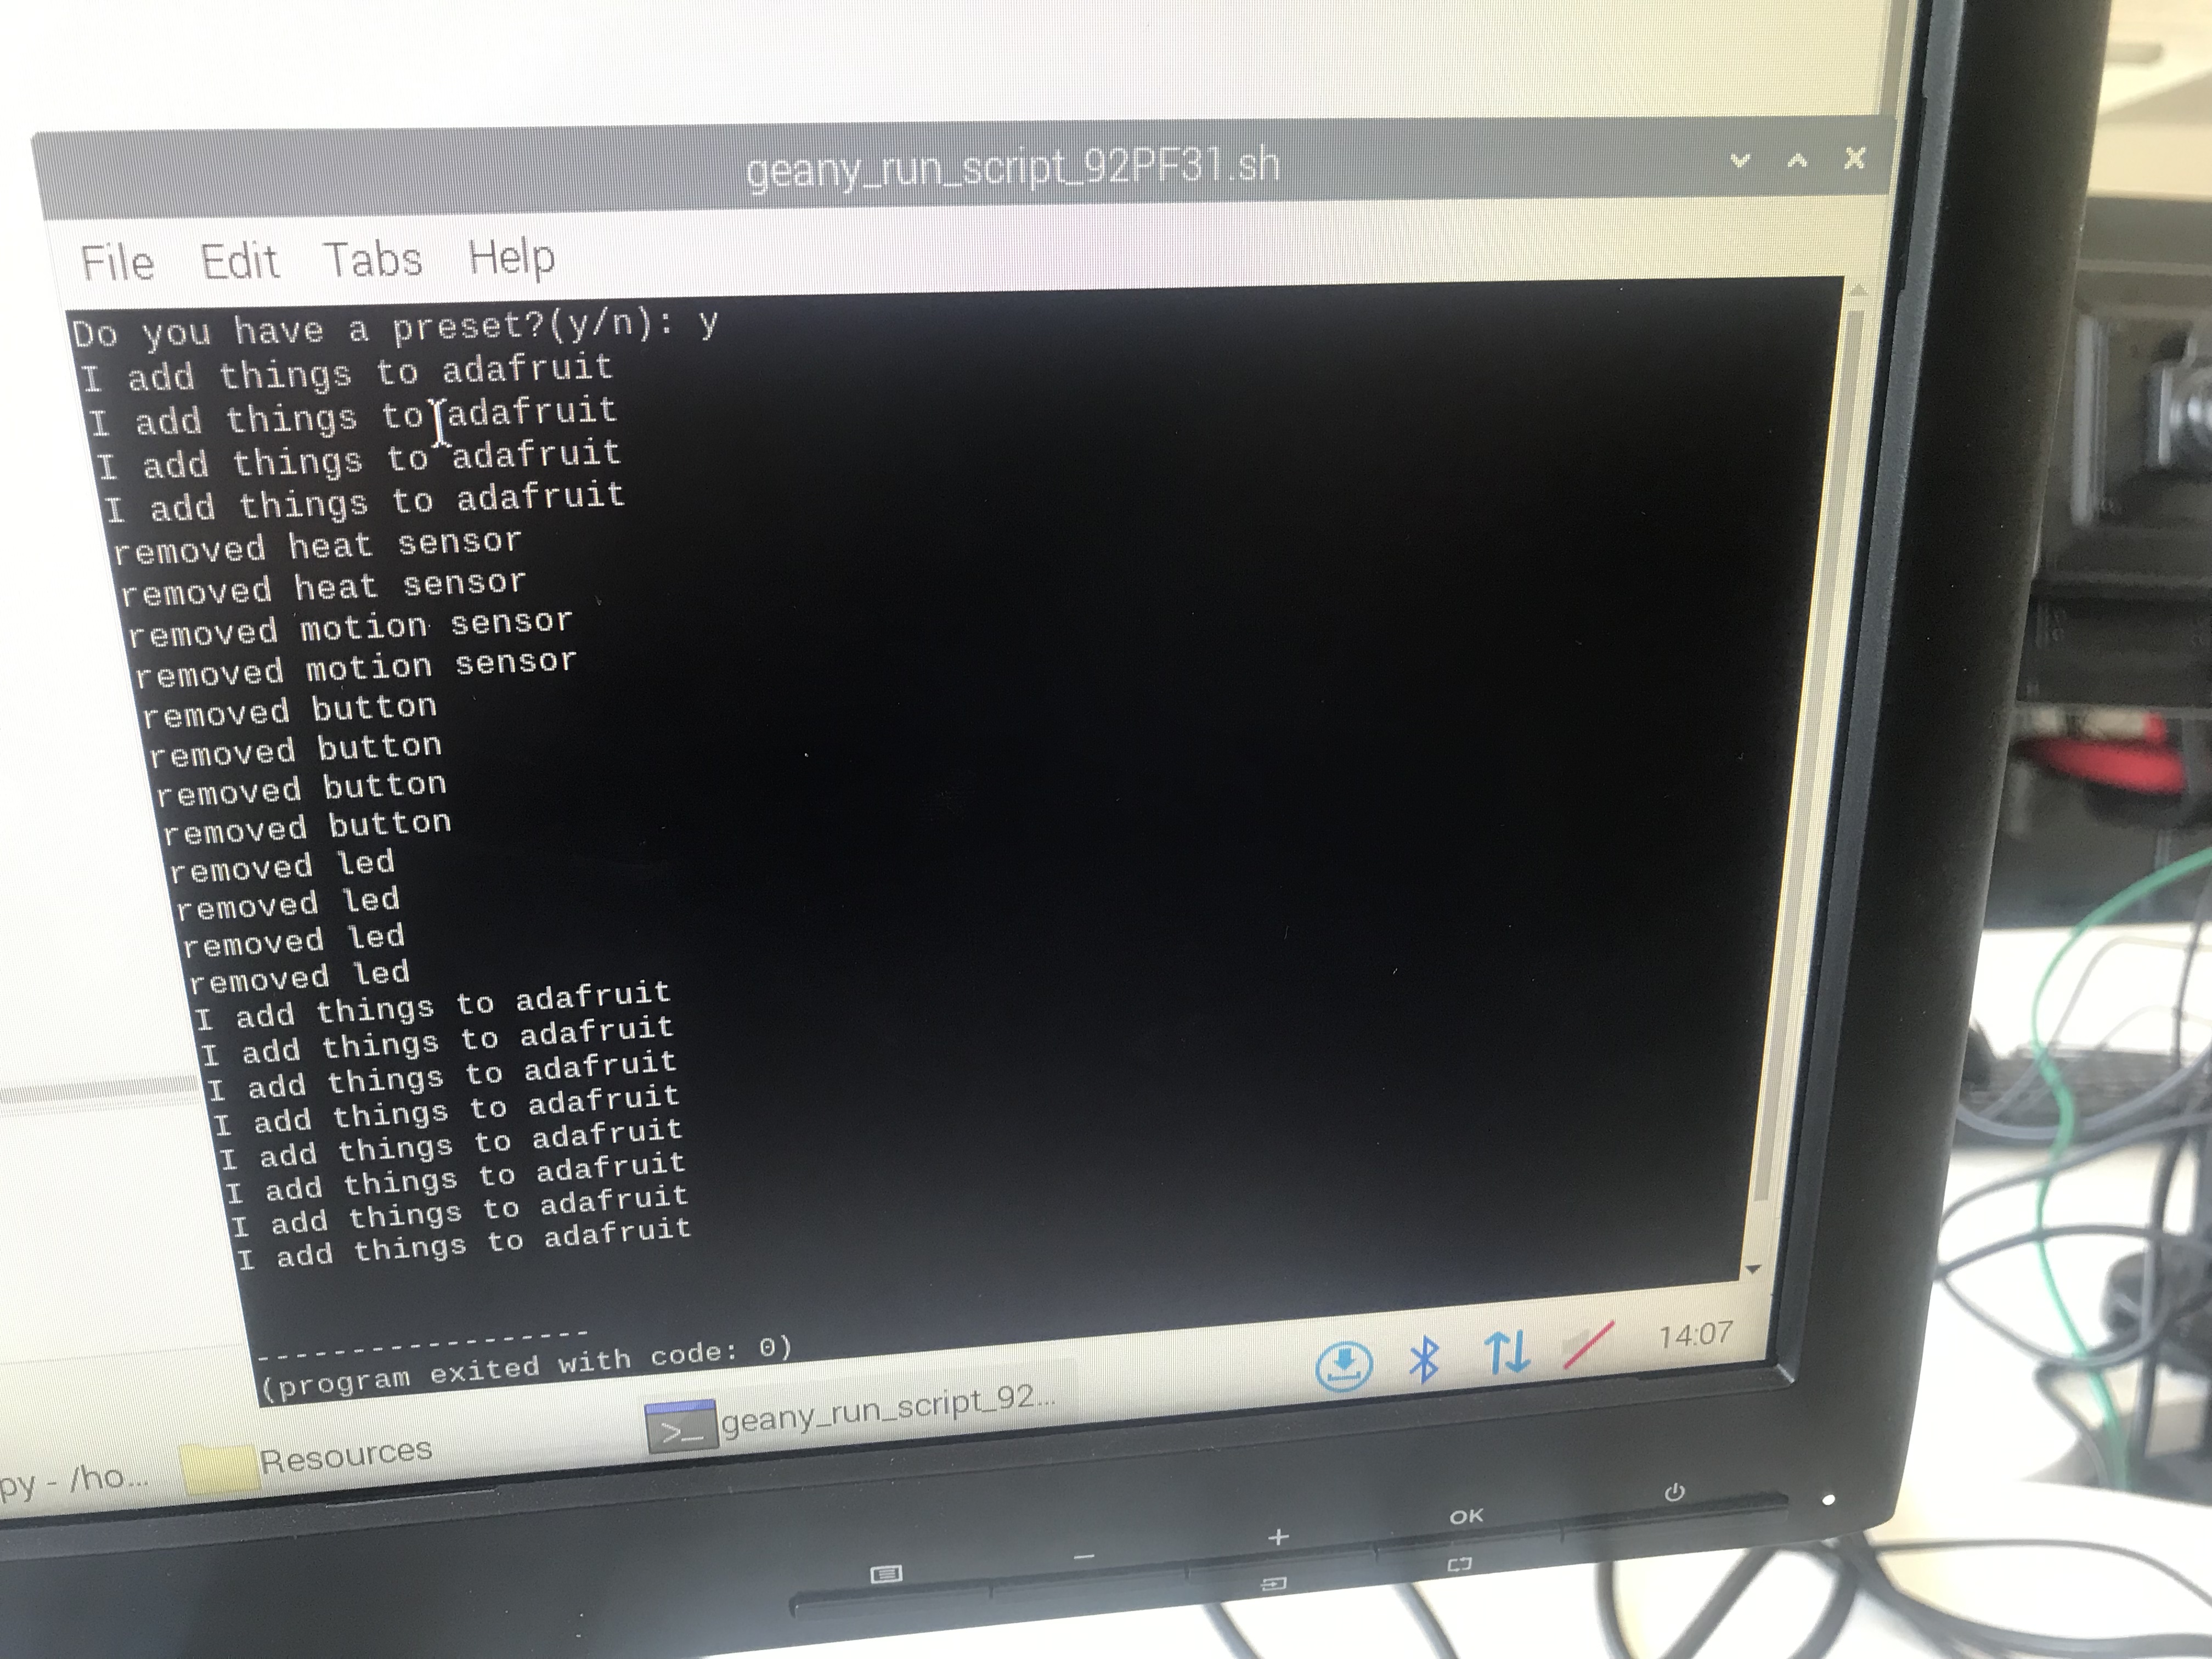 geany_run_script_92PF31.sh
File Edit Tabs Help
Do you have a preset?(y/n): y
I add things to adafruit
I add things to adafruit
I add things to adafruit
I add things to adafruit
removed heat sensor
removed heat sensor
removed motion sensor
removed motion sensor
removed button
removed button
removed button
removed button
removed led
removed led
removed led
removed led
I add things to adafruit
I add things to adafruit
I add things to adafruit
I add things to adafruit
I add things to adafruit
I add things to adafruit
I add things to adafruit
I add things to adafruit
------------------
(program exited with code: 0)
py - /ho... Resources geany_run_script_92... 14:07
OK